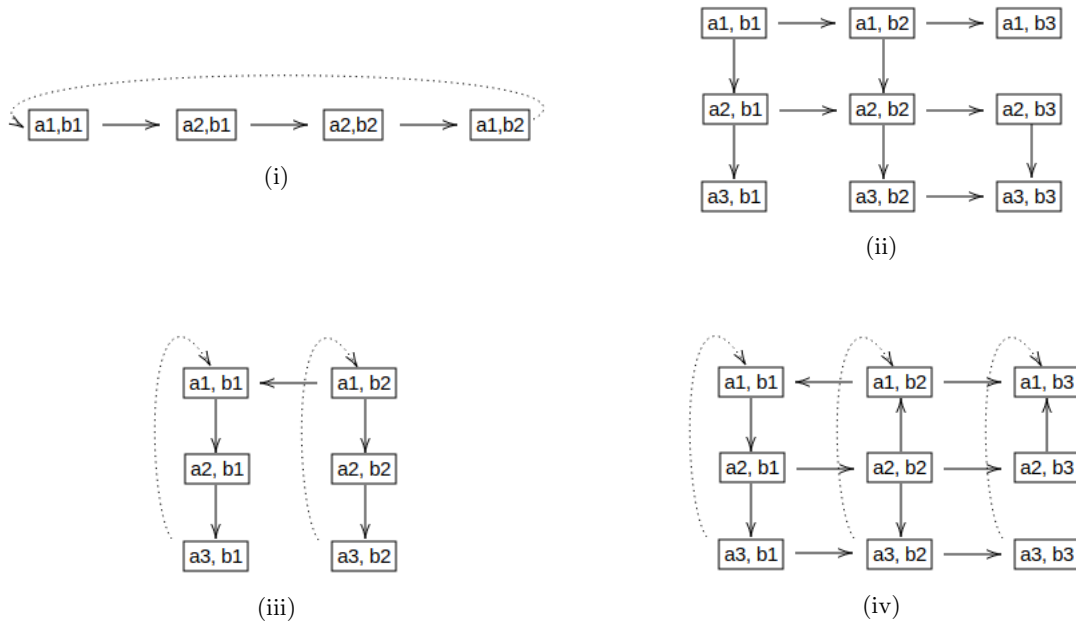 a1,b1 a2,b1 a2,b2 a1,b2
(i)
a1, b1 a1, b2 a1, b3
a2, b1 a2, b2 a2, b3
a3, b1 a3, b2 a3, b3
(ii)
a1, b1 a1, b2
a2, b1 a2, b2
a3, b1 a3, b2
(iii)
a1, b1 a1, b2 a1, b3
a2, b1 a2, b2 a2, b3
a3, b1 a3, b2 a3, b3
(iv)